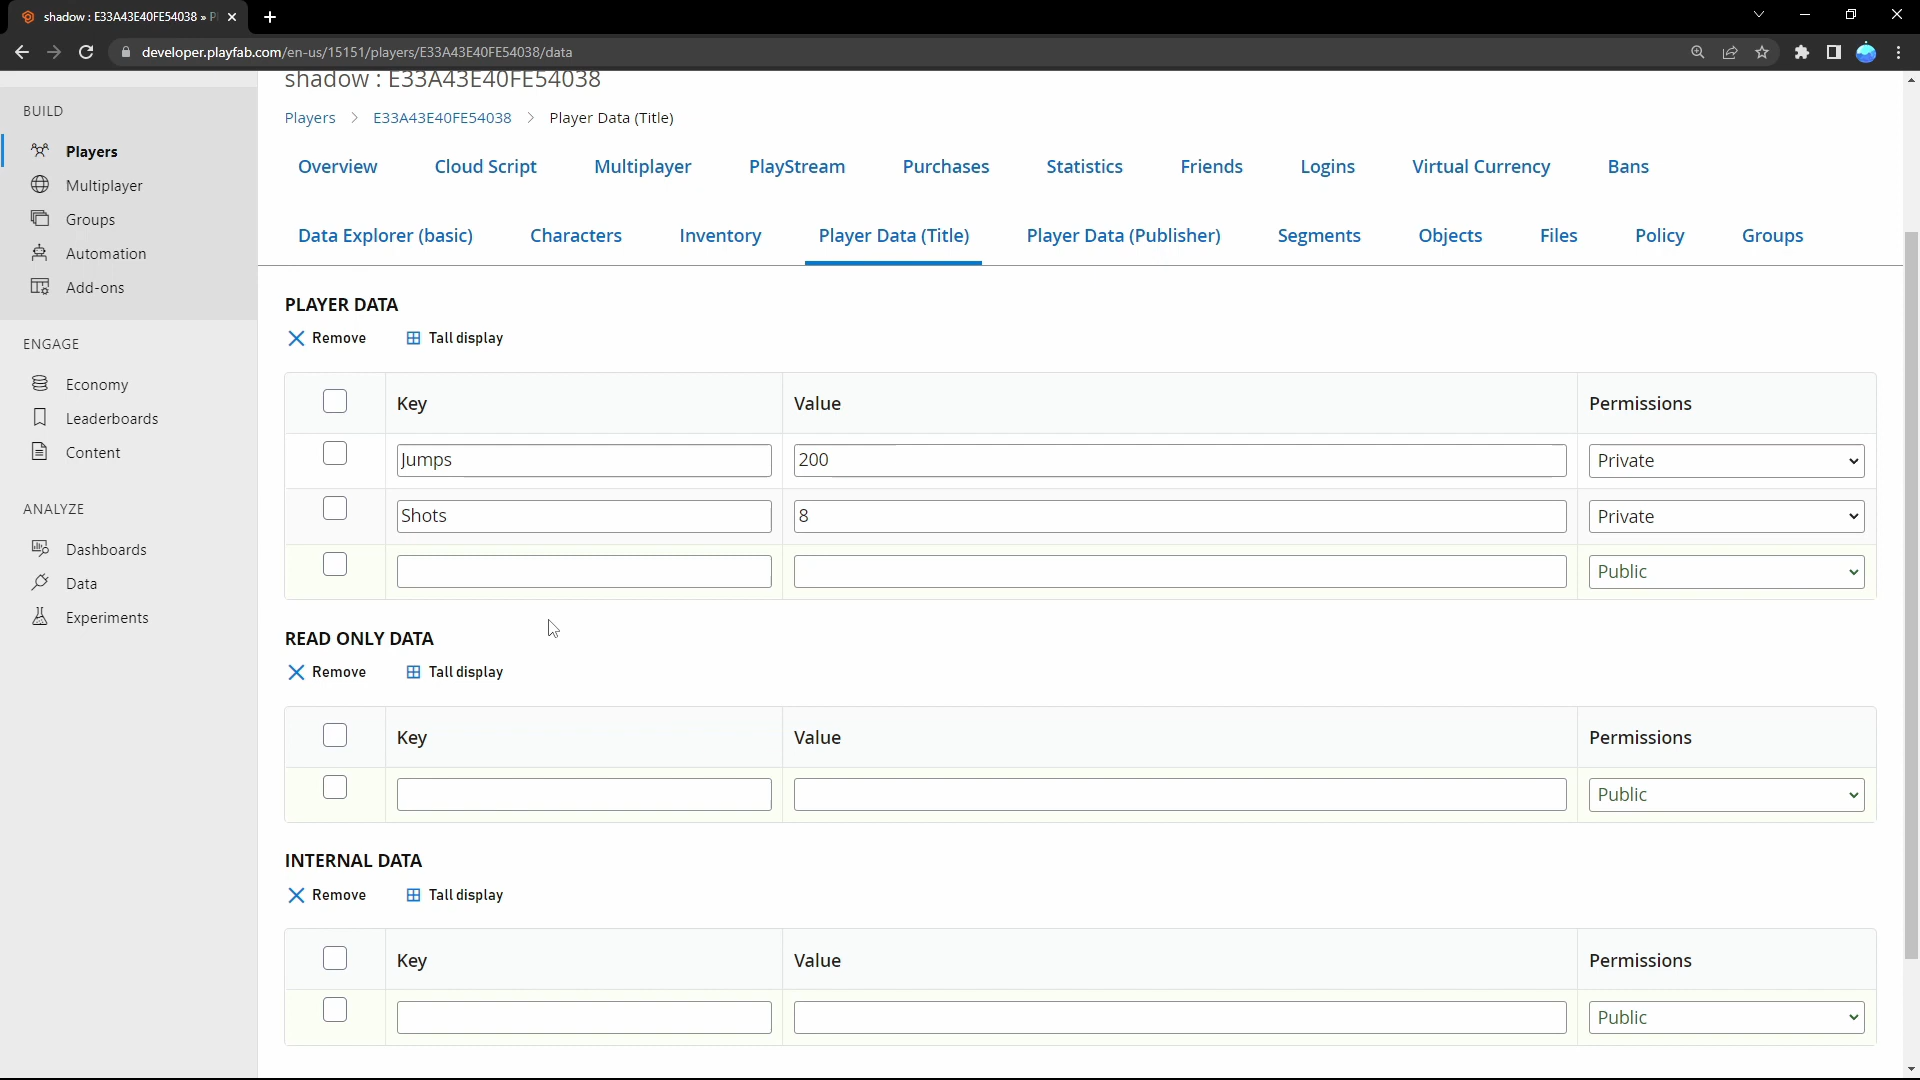 shadow : E33A43E40FE54038 » P
developer.playfab.com/en-us/15151/players/E33A43E40FE54038/data
shadow : E33A43E40FE54038
Players > E33A43E40FE54038 > Player Data (Title)
BUILD
Players
Multiplayer
Groups
Automation
Add-ons
ENGAGE
Economy
Leaderboards
Content
ANALYZE
Dashboards
Data
Experiments
Overview Cloud Script Multiplayer PlayStream Purchases Statistics Friends Logins Virtual Currency Bans
Data Explorer (basic) Characters Inventory Player Data (Title) Player Data (Publisher) Segments Objects Files Policy Groups
PLAYER DATA
Remove Tall display
Key Value Permissions
Jumps 200 Private
Shots 8 Private
Public
READ ONLY DATA
Remove Tall display
Key Value Permissions
Public
INTERNAL DATA
Remove Tall display
Key Value Permissions
Public